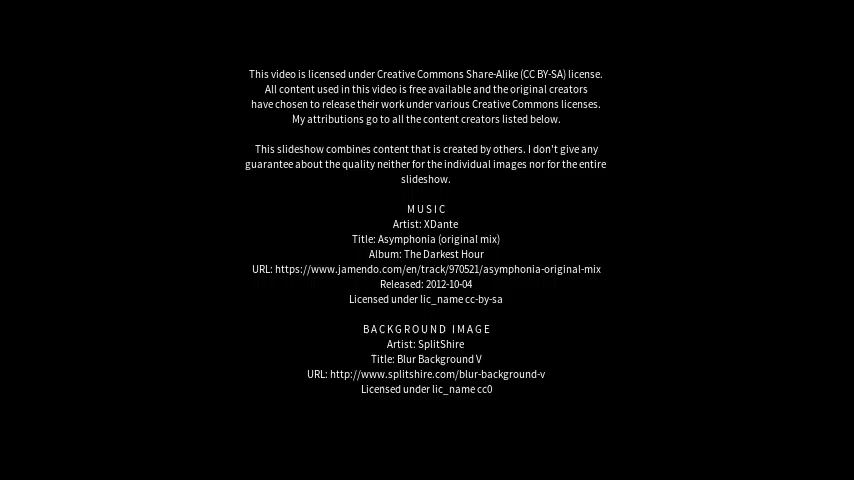 This video is licensed under Creative Commons Share-Alike (CC BY-SA) license.
All content used in this video is free available and the original creators
have chosen to release their work under various Creative Commons licenses.
My attributions go to all the content creators listed below.
This slideshow combines content that is created by others. I don't give any
guarantee about the quality neither for the individual images nor for the entire
slideshow.
MUSIC
Artist: XDante
Title: Asymphonia (original mix)
Album: The Darkest Hour
URL: https://www.jamendo.com/en/track/970521/asymphonia-original-mix
Released: 2012-10-04
Licensed under lic_name cc-by-sa
BACKGROUND IMAGE
Artist: SplitShire
Title: Blur Background V
URL: http://www.splitshire.com/blur-background-v
Licensed under lic_name cc0